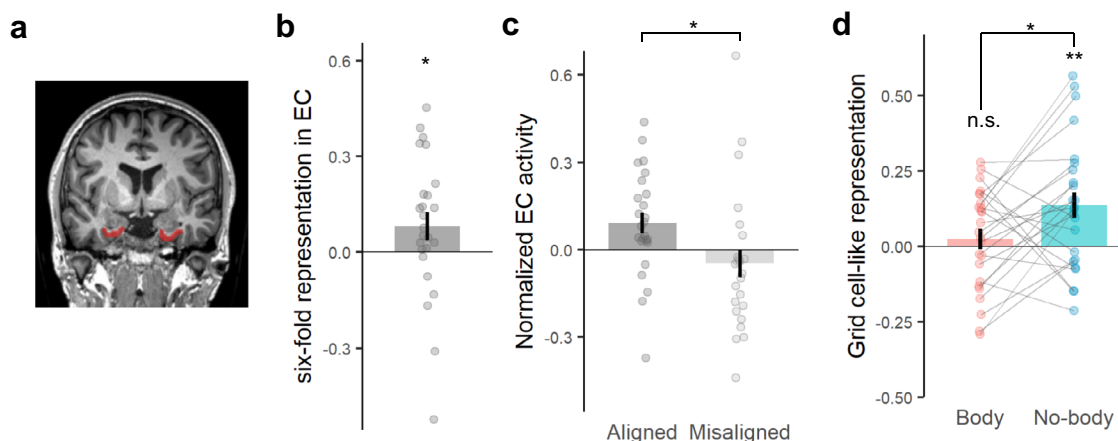 a
b
six-fold representation in EC
0.6
0.3
0.0
-0.3
*
c
Normalized EC activity
0.6
0.3
0.0
-0.3
*
Aligned Misaligned
d
Grid cell-like representation
0.50
0.25
0.00
-0.25
-0.50
*
**
n.s.
Body No-body